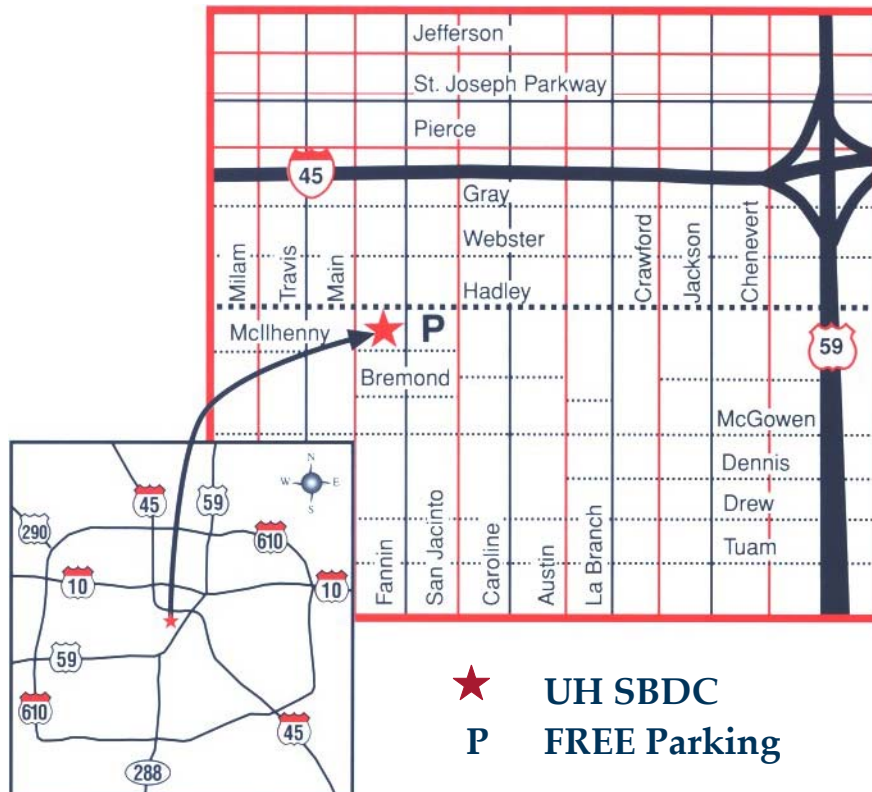 Jefferson
St. Joseph Parkway
Pierce
45
Gray
Webster
Hadley
Milam
Travis
Main
Crawford
Jackson
Chenevert
McIlhenny
P
59
Bremond
McGowen
Dennis
Drew
Tuam
Fannin
San Jacinto
Caroline
Austin
La Branch
N
W E
S
45
59
290
610
10
10
59
610
45
288
UH SBDC
P FREE Parking